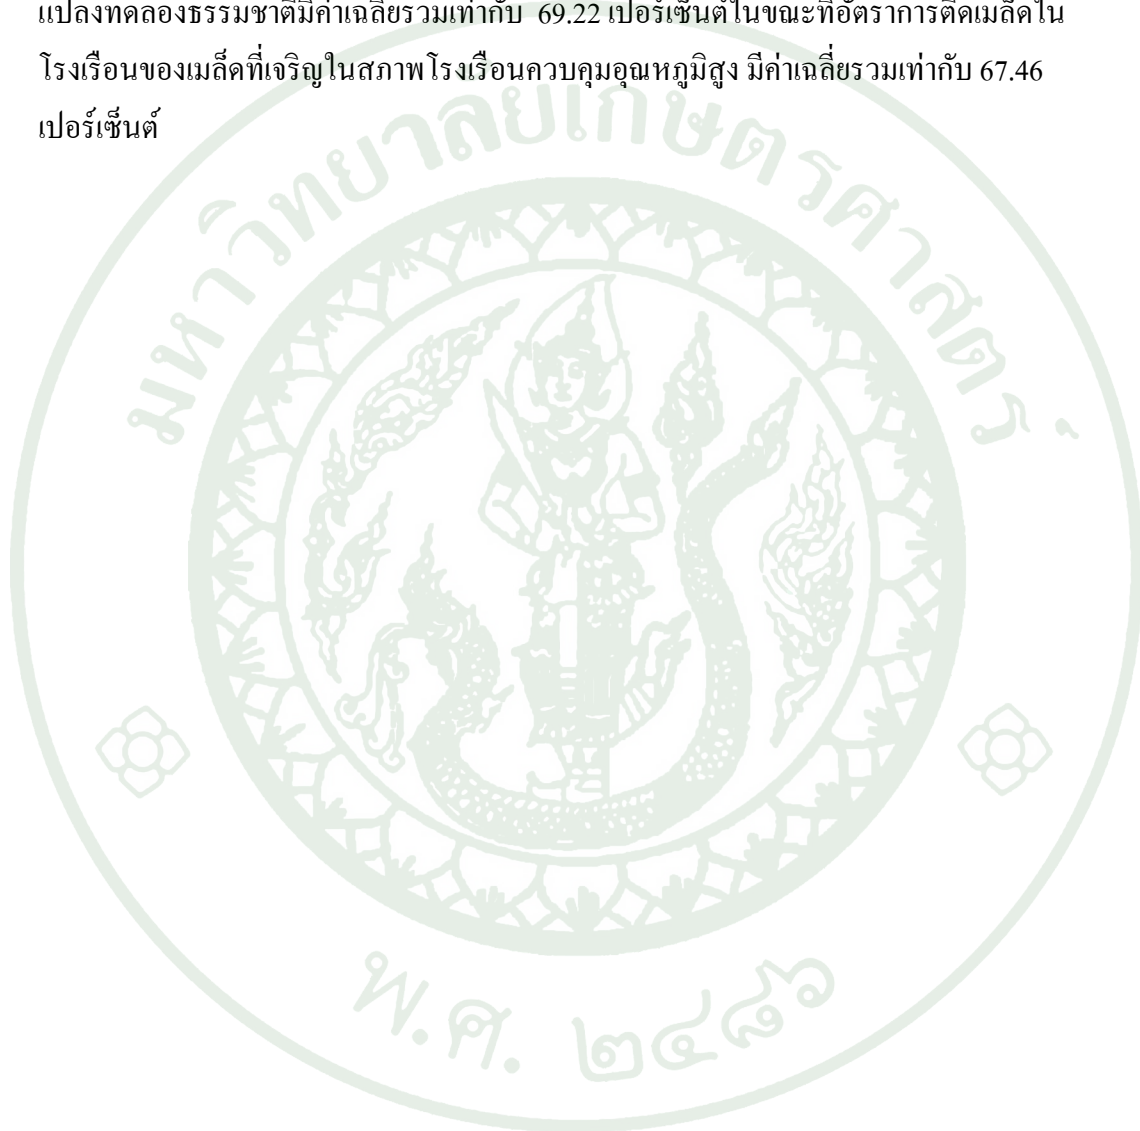 แปลงทดลองธรรมชาติมีค่าเฉลี่ยรวมเท่ากับ 69.22 เปอร์เซ็นต์ในขณะที่อัตราการติดเมล็ดใน
โรงเรือนของเมล็ดที่เจริญในสภาพโรงเรือนควบคุมอุณหภูมิสูง มีค่าเฉลี่ยรวมเท่ากับ 67.46
เปอร์เซ็นต์
มหาวิทยาลัยเกษตรศาสตร์
พ.ศ. ๒๔๘๖